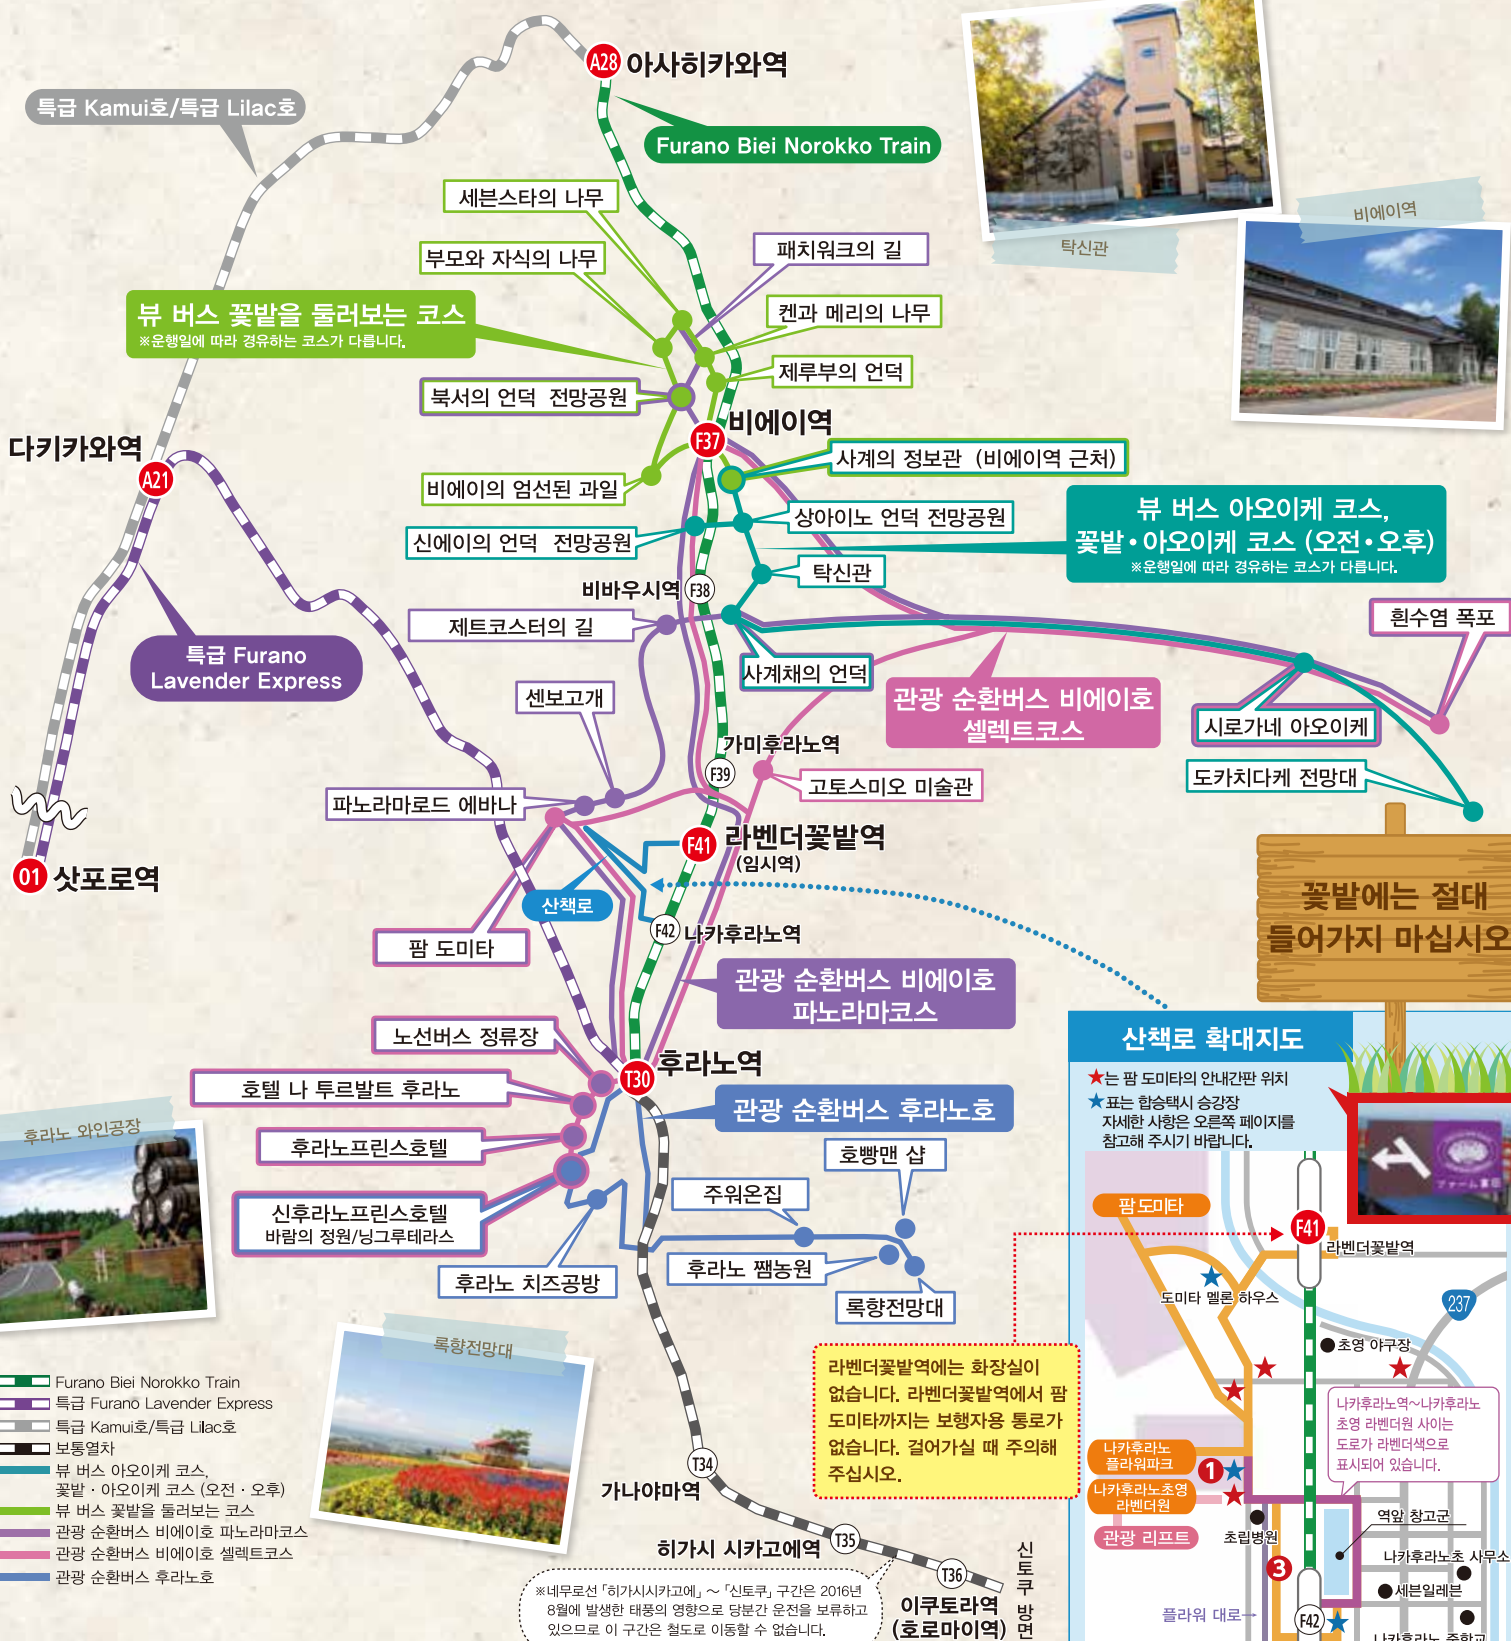 A28 아사히카와역
특급 Kamui호/특급 Lilac호
Furano Biei Norokko Train
탁신관
비에이역
세븐스타의 나무
부모와 자식의 나무
패치워크의 길
뷰 버스 꽃밭을 둘러보는 코스
※운행일에 따라 경유하는 코스가 다릅니다.
켄과 메리의 나무
제루부의 언덕
북서의 언덕 전망공원
비에이역
F37
다키카와역
A21
사계의 정보관 (비에이역 근처)
비에이의 엄선된 과일
상아이노 언덕 전망공원
신에이의 언덕 전망공원
뷰 버스 아오이케 코스,
꽃밭・아오이케 코스 (오전・오후)
※운행일에 따라 경유하는 코스가 다릅니다.
탁신관
비바우시역 F38
제트코스터의 길
흰수염 폭포
특급 Furano
Lavender Express
사계채의 언덕
관광 순환버스 비에이호
셀렉트코스
센보고개
시로가네 아오이케
가미후라노역
F39
도카치다케 전망대
고토스미오 미술관
파노라마로드 에바나
F41 라벤더꽃밭역
(임시역)
01 삿포로역
꽃밭에는 절대
들어가지 마십시오
산책로
F42 나카후라노역
팜 도미타
관광 순환버스 비에이호
파노라마코스
노선버스 정류장
후라노역
T30
호텔 나 투르발트 후라노
관광 순환버스 후라노호
후라노프린스호텔
호빵맨 샵
주워온집
신후라노프린스호텔
바람의 정원/닝그루테라스
후라노 치즈공방
후라노 쨈농원
록향전망대
후라노 와인공장
록향전망대
산책로 확대지도
★는 팜 도미타의 안내간판 위치
★표는 합승택시 승강장
자세한 사항은 오른쪽 페이지를
참고해 주시기 바랍니다.
ファーム富田
팜 도미타
F41
라벤더꽃밭역
도미타 멜론 하우스
237
초영 야구장
라벤더꽃밭역에는 화장실이
없습니다. 라벤더꽃밭역에서 팜
도미타까지는 보행자용 통로가
없습니다. 걸어가실 때 주의해
주십시오.
나카후라노역~나카후라노
초영 라벤더원 사이는
도로가 라벤더색으로
표시되어 있습니다.
나카후라노
플라워파크
1
나카후라노초영
라벤더원
관광 리프트
초립병원
역앞 창고군
나카후라노초 사무소
3
세븐일레븐
플라워 대로→
F42
나카후라노 중학교
Furano Biei Norokko Train
특급 Furano Lavender Express
특급 Kamui호/특급 Lilac호
보통열차
뷰 버스 아오이케 코스,
꽃밭・아오이케 코스 (오전・오후)
뷰 버스 꽃밭을 둘러보는 코스
관광 순환버스 비에이호 파노라마코스
관광 순환버스 비에이호 셀렉트코스
관광 순환버스 후라노호
T34
가나야마역
히가시 시카고에역 T35
T36
이쿠토라역
(호로마이역)
신토쿠 방면
※네무로선 「히가시시카고에」 ~ 「신토쿠」 구간은 2016년
8월에 발생한 태풍의 영향으로 당분간 운전을 보류하고
있으므로 이 구간은 철도로 이동할 수 없습니다.